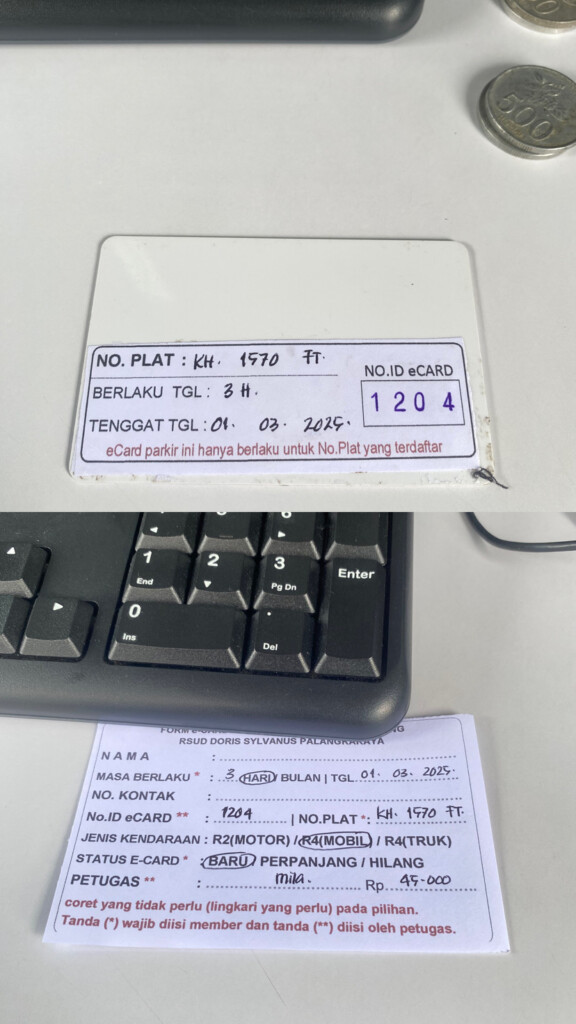 500
NO. PLAT : KH. 1570 FT.
BERLAKU TGL : 3 H.
TENGGAT TGL : 01. 03. 2025.
NO.ID eCARD
1 2 0 4
eCard parkir ini hanya berlaku untuk No.Plat yang terdaftar
1
End
2
3
Pg Dn
Enter
0
Ins
.
Del
RSUD DORIS SYLVANUS PALANGKARAYA
NAMA :
MASA BERLAKU * : 3 HARI / BULAN | TGL 01. 03. 2025.
NO. KONTAK :
No.ID eCARD ** : 1204 | NO.PLAT *: KH. 1570 FT.
JENIS KENDARAAN : R2(MOTOR) / R4(MOBIL) / R4(TRUK)
STATUS E-CARD * : BARU / PERPANJANG / HILANG
PETUGAS ** : Mila. Rp. 45.000
coret yang tidak perlu (lingkari yang perlu) pada pilihan.
Tanda (*) wajib diisi member dan tanda (**) diisi oleh petugas.